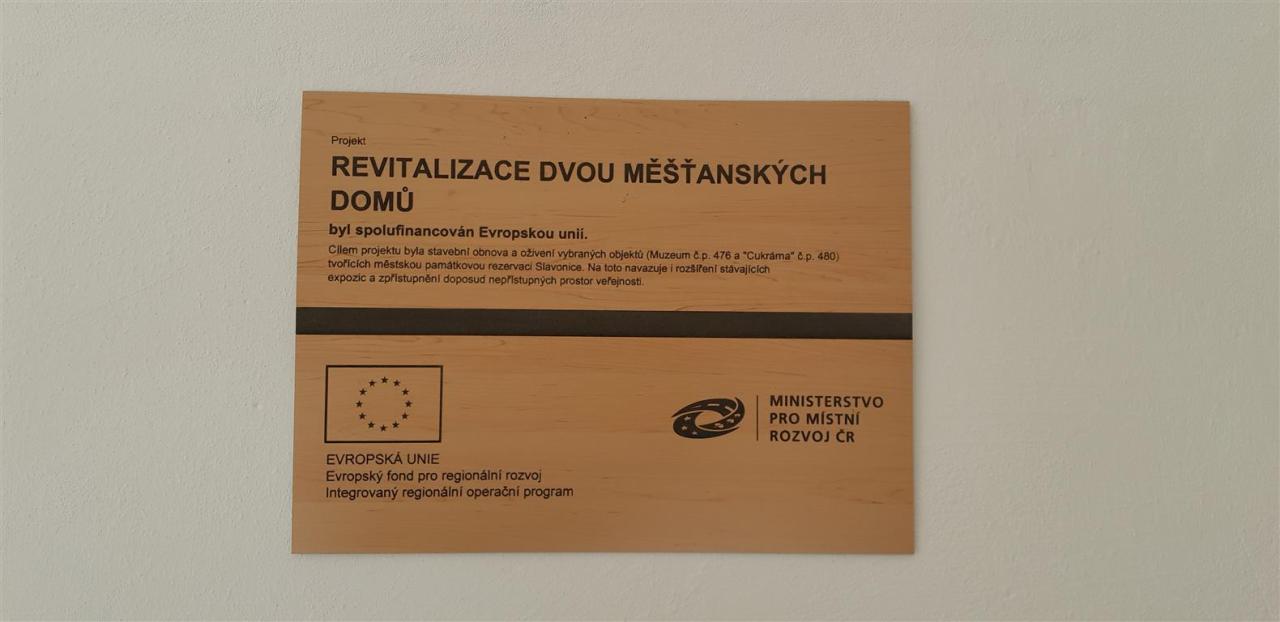 Projekt
REVITALIZACE DVOU MĚŠŤANSKÝCH
DOMŮ
byl spolufinancován Evropskou unií.
Cílem projektu byla stavební obnova a oživení vybraných objektů (Muzeum č.p. 476 a "Cukrárna" č.p. 480)
tvořících městskou památkovou rezervaci Slavonice. Na toto navazuje i rozšíření stávajících
expozic a zpřístupnění doposud nepřístupných prostor veřejnosti.
EVROPSKÁ UNIE
Evropský fond pro regionální rozvoj
Integrovaný regionální operační program
MINISTERSTVO
PRO MÍSTNÍ
ROZVOJ ČR